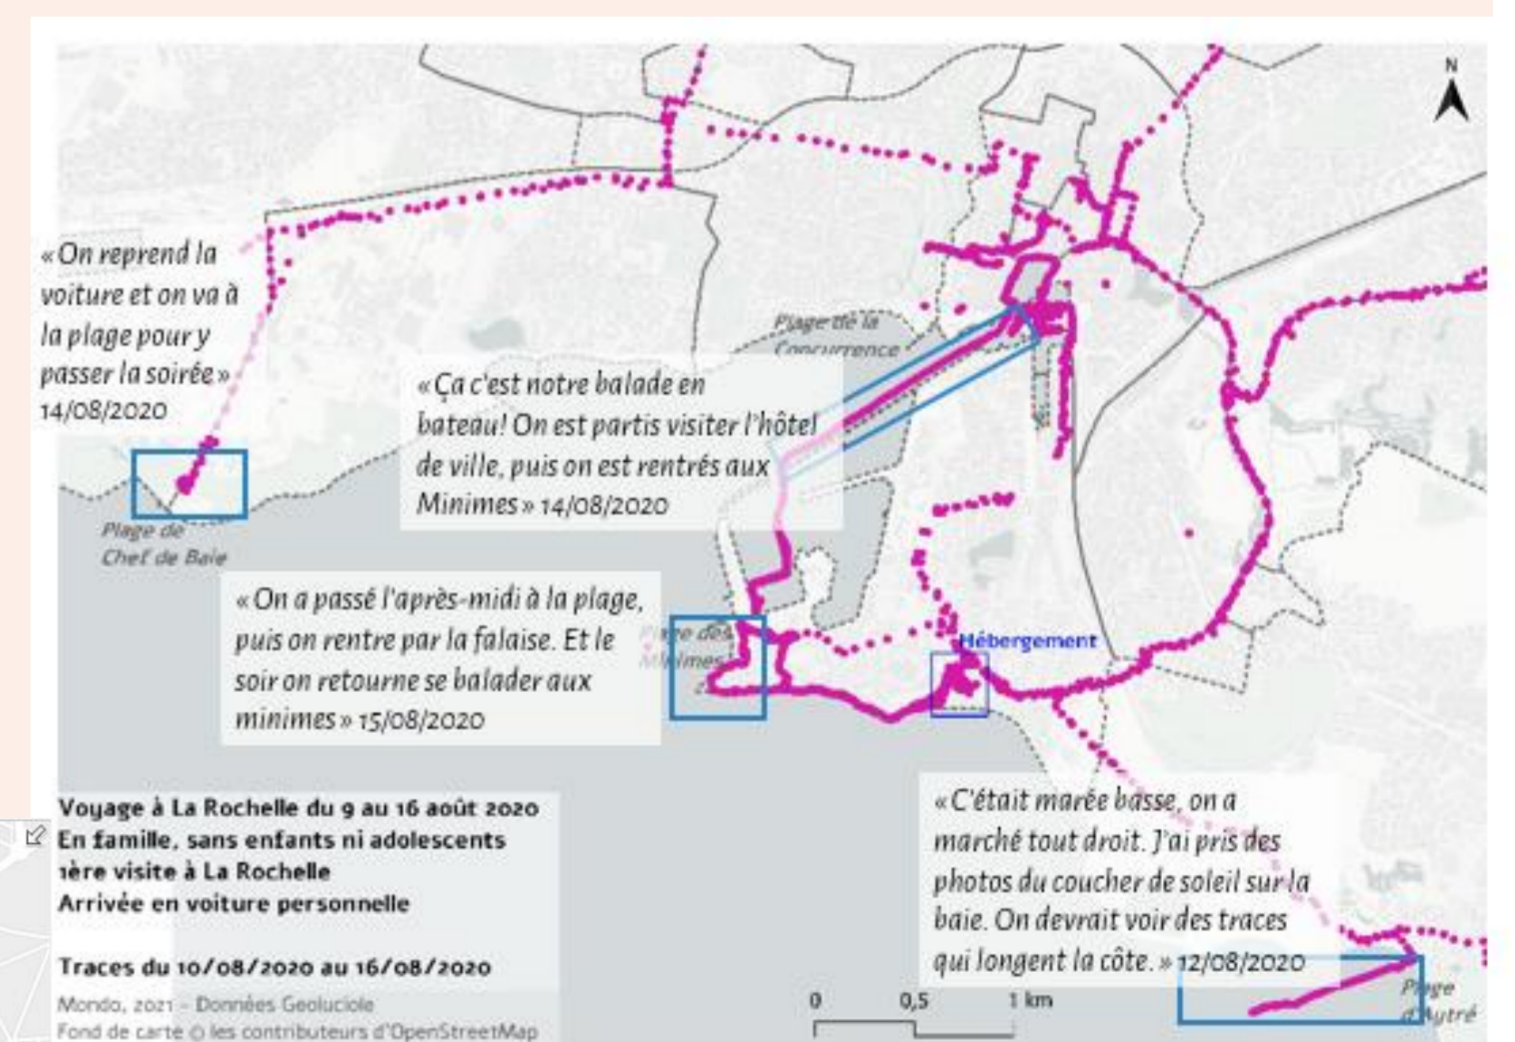 N
«On reprend la
voiture et on va à
la plage pour y
passer la soirée»
14/08/2020
Plage de la
Concurrence
«Ça c'est notre balade en
bateau! On est partis visiter l'hôtel
de ville, puis on est rentrés aux
Minimes» 14/08/2020
Plage de
Chef de Baie
«On a passé l'après-midi à la plage,
puis on rentre par la falaise. Et le
soir on retourne se balader aux
minimes» 15/08/2020
Plage des
Minimes
Hébergement
«C'était marée basse, on a
marché tout droit. J'ai pris des
photos du coucher de soleil sur la
baie. On devrait voir des traces
qui longent la côte.» 12/08/2020
Plage
d'Aytré
Voyage à La Rochelle du 9 au 16 août 2020
En famille, sans enfants ni adolescents
1ère visite à La Rochelle
Arrivée en voiture personnelle
Traces du 10/08/2020 au 16/08/2020
Mondo, 2021 - Données Geoluciole
Fond de carte © les contributeurs d'OpenStreetMap
0 0,5 1 km